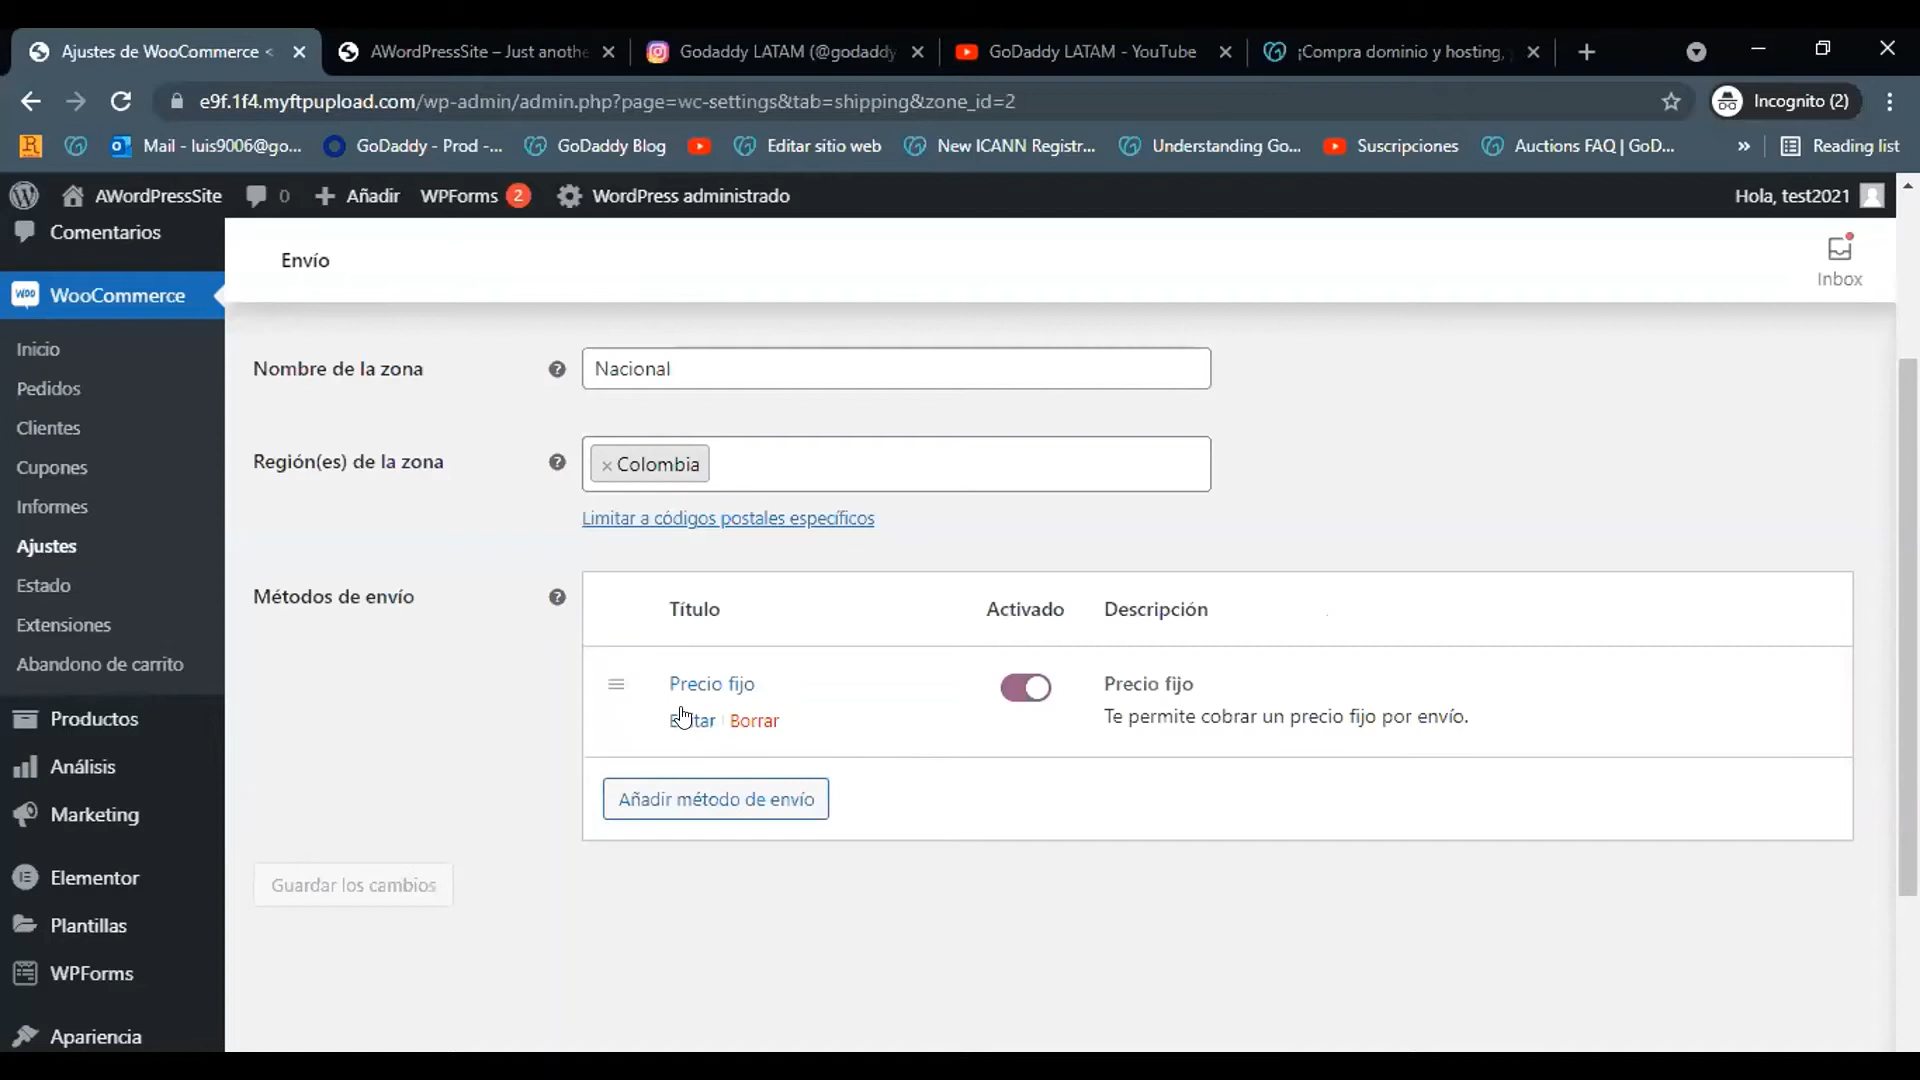 Ajustes de WooCommerce <
AWordPressSite – Just anothe
Godaddy LATAM (@godaddy
GoDaddy LATAM - YouTube
¡Compra dominio y hosting,
e9f.1f4.myftpupload.com/wp-admin/admin.php?page=wc-settings&tab=shipping&zone_id=2
Incognito (2)
Mail - luis9006@go...
GoDaddy - Prod -...
GoDaddy Blog
Editar sitio web
New ICANN Registr...
Understanding Go...
Suscripciones
Auctions FAQ | GoD...
»
Reading list
AWordPressSite
0
Añadir
WPForms 2
WordPress administrado
Hola, test2021
Comentarios
WooCommerce
Inicio
Pedidos
Clientes
Cupones
Informes
Ajustes
Estado
Extensiones
Abandono de carrito
Productos
Análisis
Marketing
Elementor
Plantillas
WPForms
Apariencia
Envío
Inbox
Nombre de la zona
Nacional
Región(es) de la zona
× Colombia
Limitar a códigos postales específicos
Métodos de envío
Título Activado Descripción
Precio fijo
Borrar
Precio fijo
Te permite cobrar un precio fijo por envío.
Añadir método de envío
Guardar los cambios